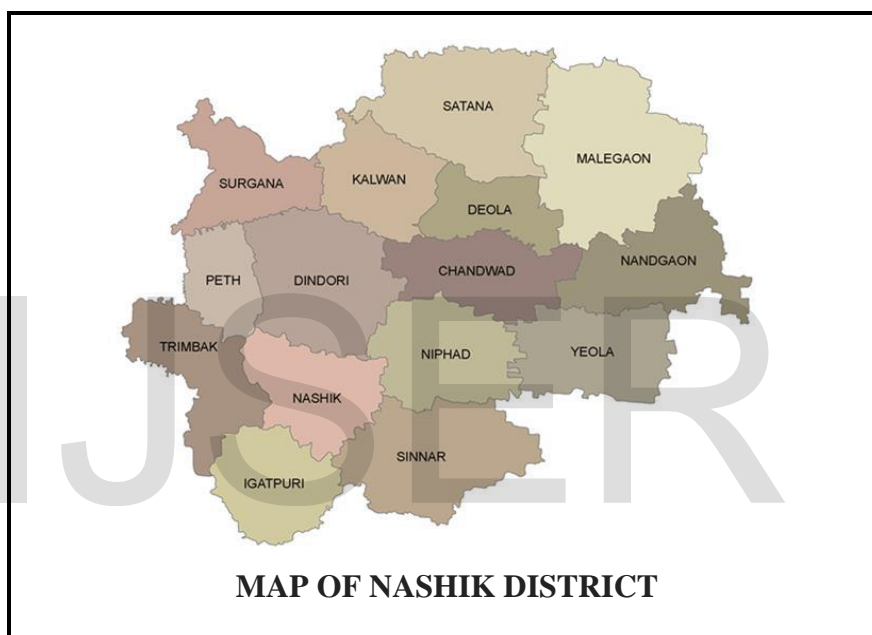 SATANA
MALEGAON
SURGANA
KALWAN
DEOLA
PETH
DINDORI
CHANDWAD
NANDGAON
TRIMBAK
NIPHAD
YEOLA
NASHIK
SINNAR
IGATPURI
IJSER
MAP OF NASHIK DISTRICT